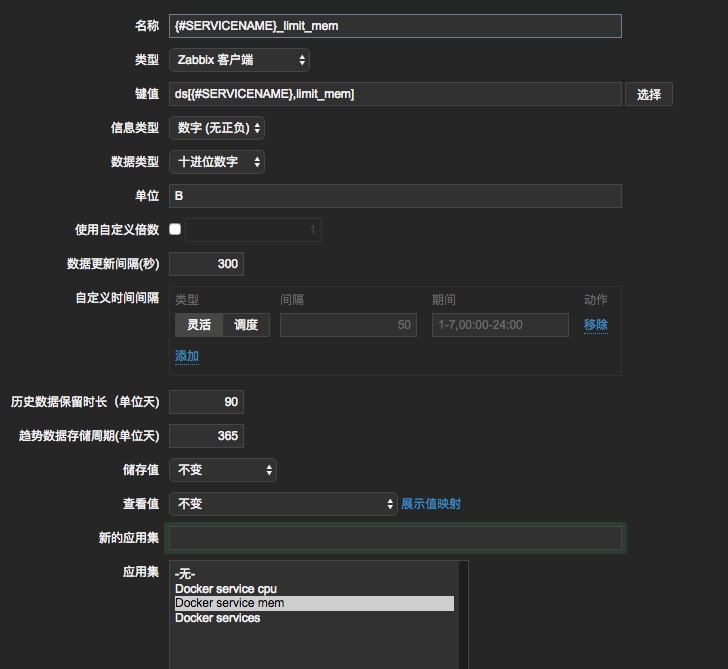 名称 {#SERVICENAME}_limit_mem
类型 Zabbix 客户端
键值 ds[{#SERVICENAME},limit_mem] 选择
信息类型 数字 (无正负)
数据类型 十进位数字
单位 B
使用自定义倍数 1
数据更新间隔(秒) 300
自定义时间间隔 类型 间隔 期间 动作
灵活 调度 50 1-7,00:00-24:00 移除
添加
历史数据保留时长（单位天) 90
趋势数据存储周期(单位天) 365
储存值 不变
查看值 不变 展示值映射
新的应用集
应用集 -无-
Docker service cpu
Docker service mem
Docker services